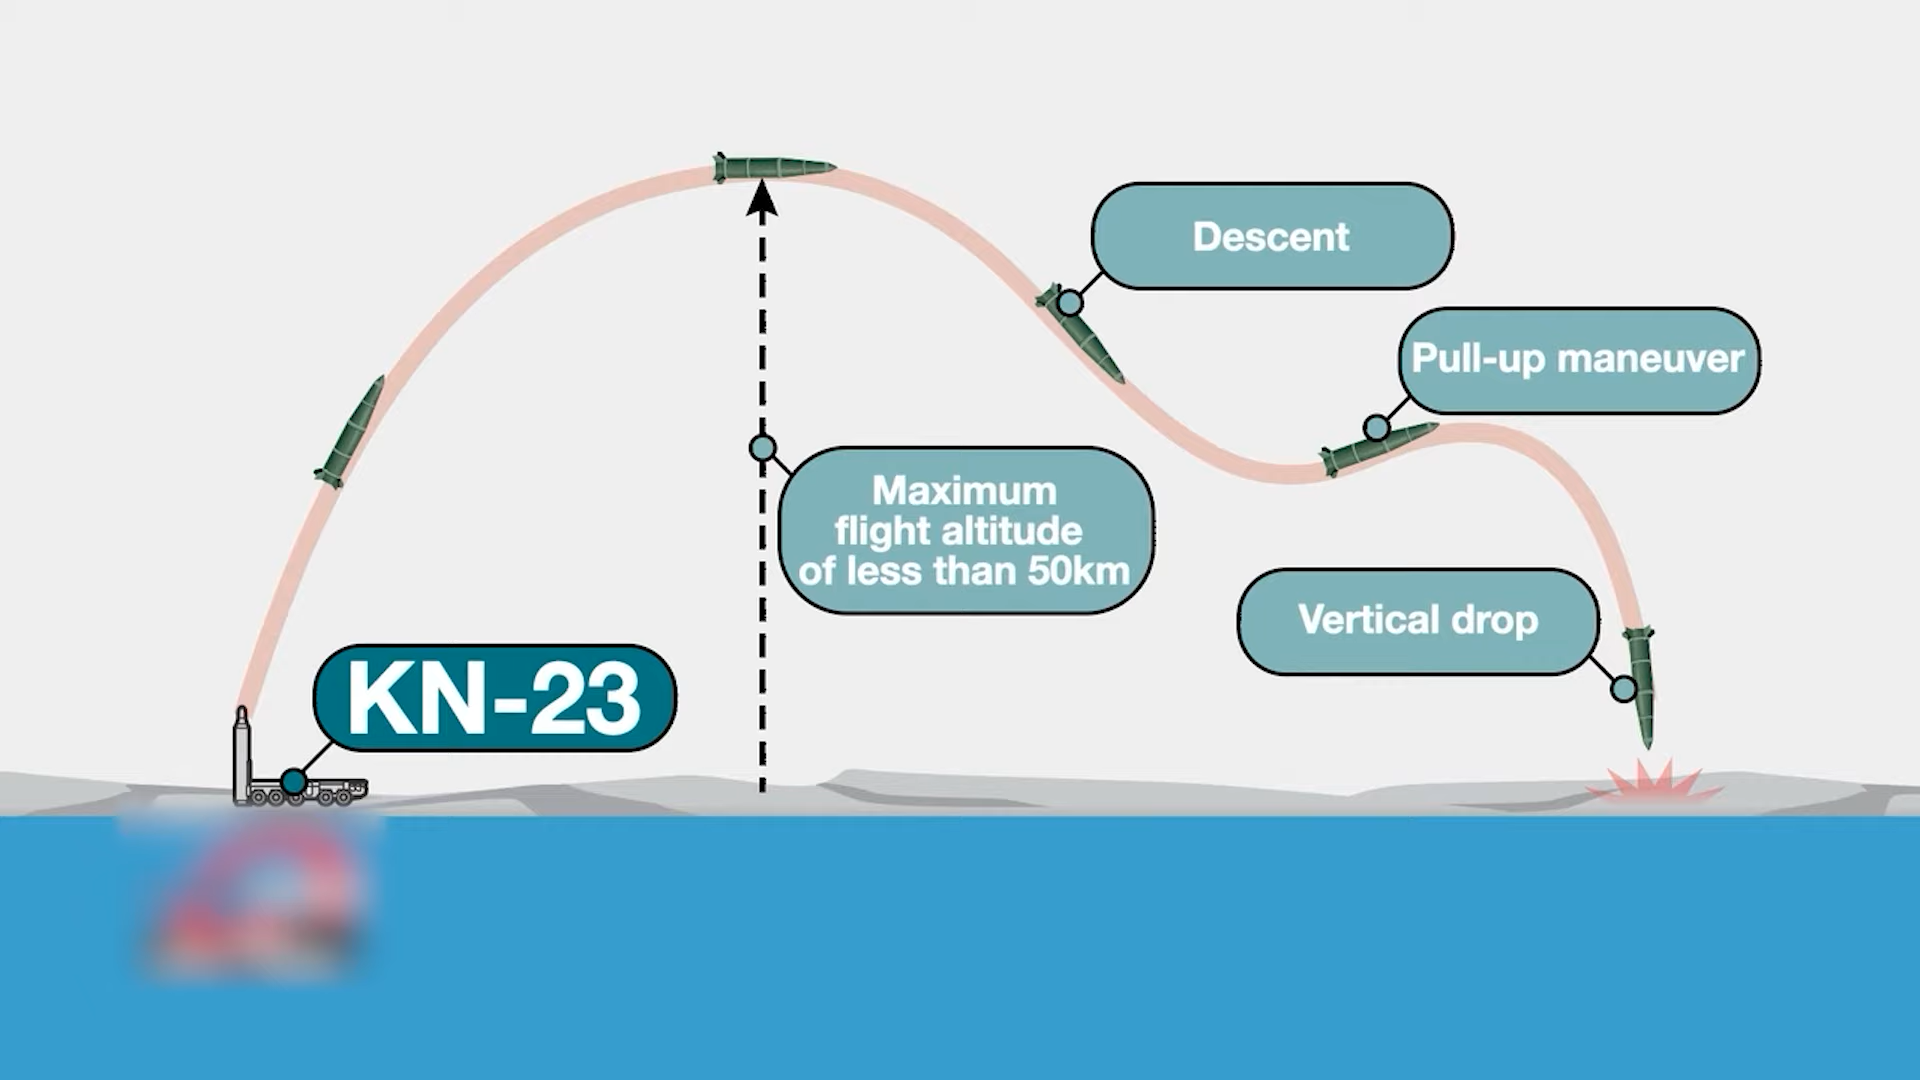 Descent
Pull-up maneuver
Maximum
flight altitude
of less than 50km
Vertical drop
KN-23